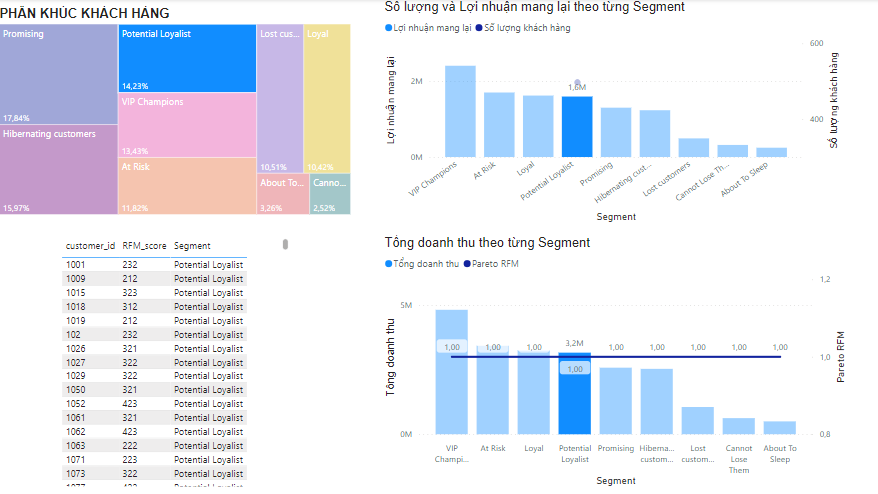 PHÂN KHÚC KHÁCH HÀNG
Promising
17,84%
Hibernating customers
15,97%
Potential Loyalist
14,23%
VIP Champions
13,43%
At Risk
11,82%
Lost cus...
10,51%
Loyal
10,42%
About To...
3,26%
Canno...
2,52%
Số lượng và Lợi nhuận mang lại theo từng Segment
Lợi nhuận mang lại
Số lượng khách hàng
Lợi nhuận mang lại
2M
0M
1,6M
600
400
Số lượng khách hàng
VIP Champions
At Risk
Loyal
Potential Loyalist
Promising
Hibernating cust...
Lost customers
Cannot Lose Th...
About To Sleep
Segment
customer_id RFM_score Segment
1001 232 Potential Loyalist
1009 212 Potential Loyalist
1015 323 Potential Loyalist
1018 312 Potential Loyalist
1019 212 Potential Loyalist
102 232 Potential Loyalist
1026 321 Potential Loyalist
1027 322 Potential Loyalist
1029 322 Potential Loyalist
1050 321 Potential Loyalist
1052 423 Potential Loyalist
1061 321 Potential Loyalist
1062 423 Potential Loyalist
1063 222 Potential Loyalist
1071 223 Potential Loyalist
1073 322 Potential Loyalist
Tổng doanh thu theo từng Segment
Tổng doanh thu
Pareto RFM
Tổng doanh thu
5M
0M
3,2M
1,00 1,00 1,00 1,00 1,00 1,00 1,00 1,00 1,00
1,2
1,0
0,8
Pareto RFM
VIP Champi...
At Risk
Loyal
Potential Loyalist
Promising
Hiberna... custom...
Lost custom...
Cannot Lose Them
About To Sleep
Segment